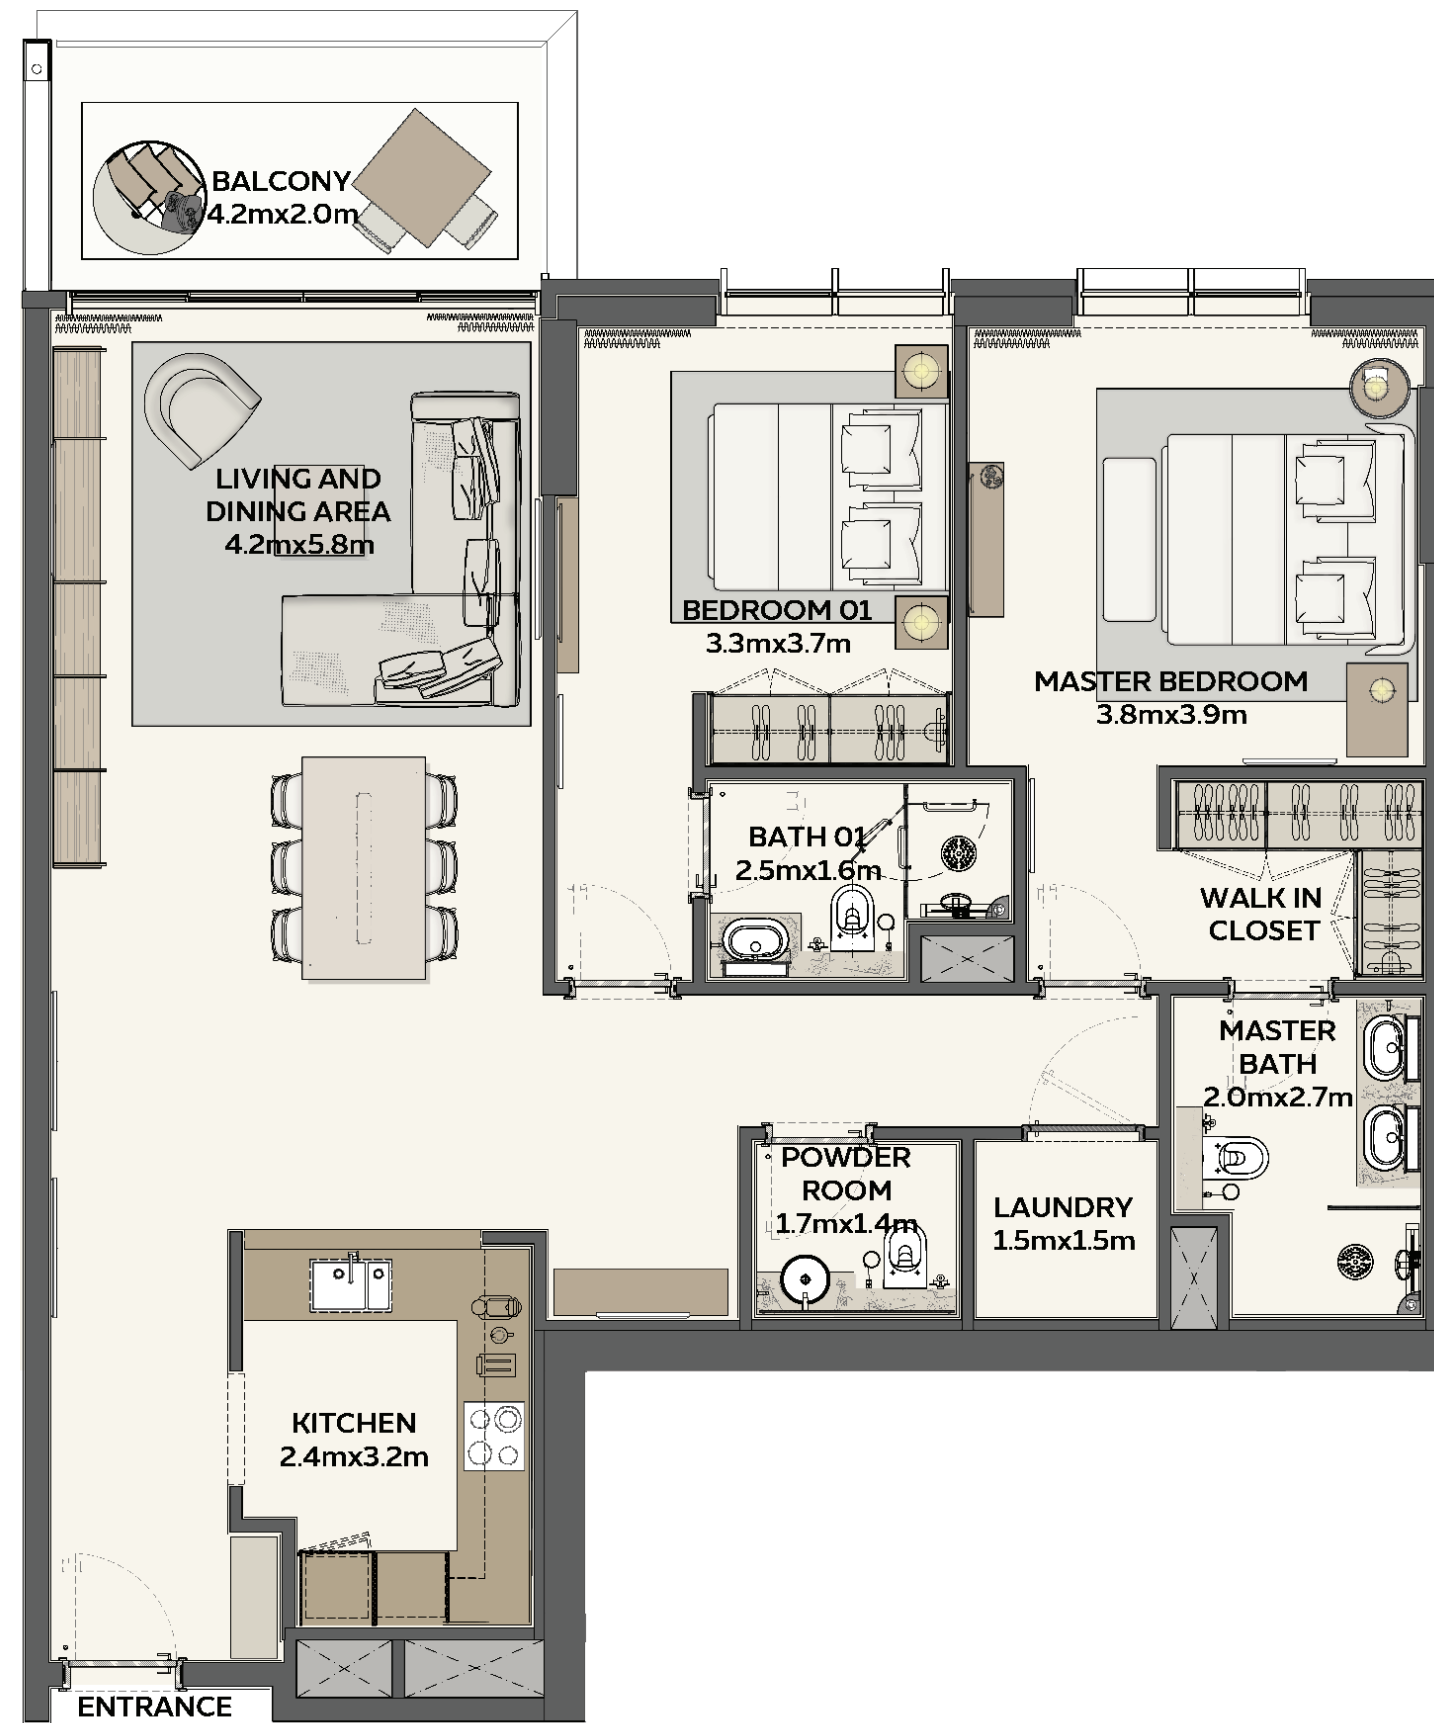 BALCONY
4.2mx2.0m
LIVING AND
DINING AREA
4.2mx5.8m
BEDROOM 01
3.3mx3.7m
MASTER BEDROOM
3.8mx3.9m
BATH 01
2.5mx1.6m
WALK IN
CLOSET
MASTER
BATH
2.0mx2.7m
POWDER
ROOM
1.7mx1.4m
LAUNDRY
1.5mx1.5m
KITCHEN
2.4mx3.2m
ENTRANCE